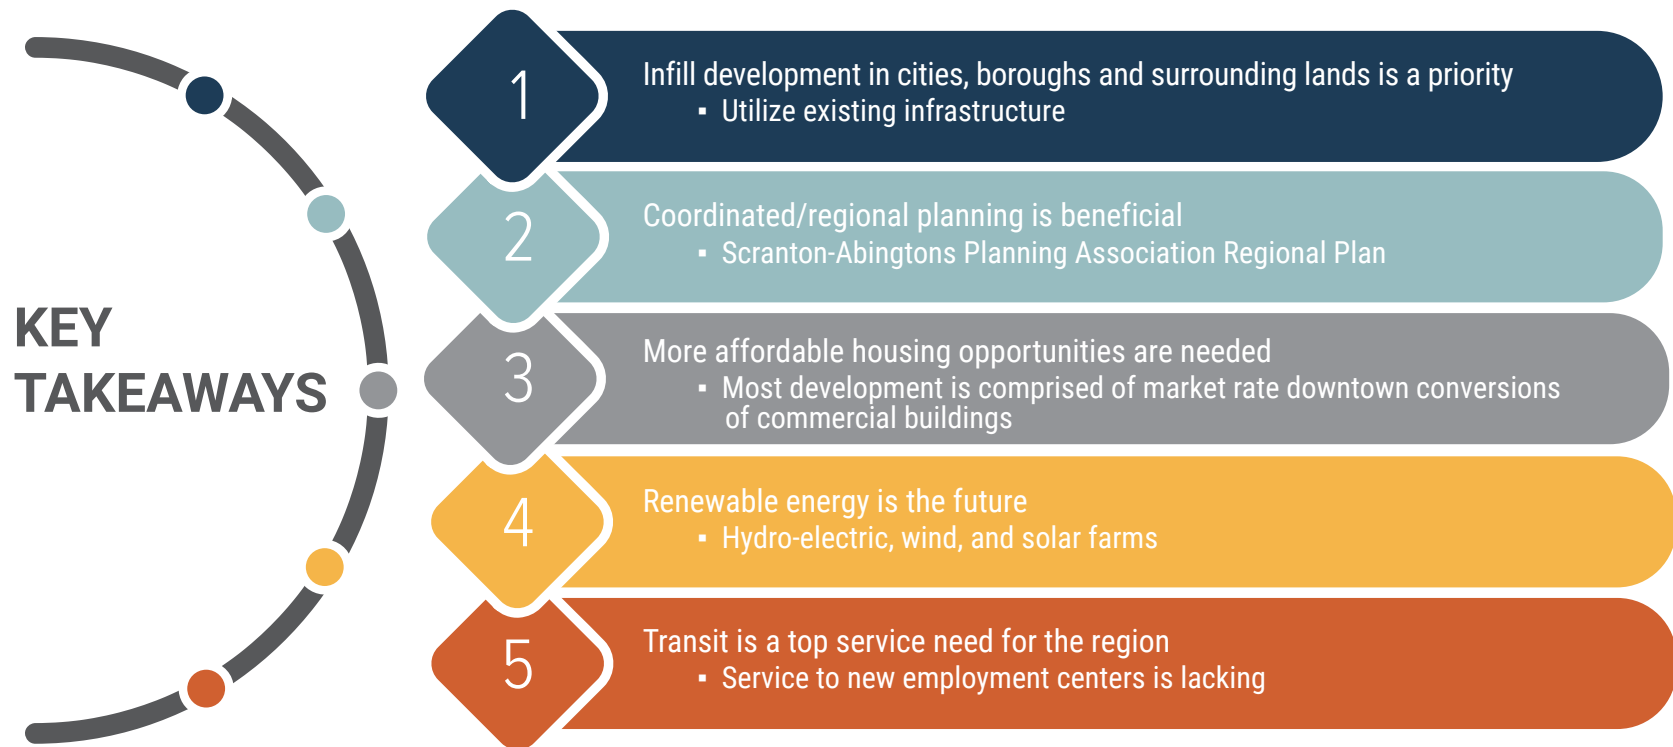 KEY
TAKEAWAYS
1
Infill development in cities, boroughs and surrounding lands is a priority
▪ Utilize existing infrastructure
2
Coordinated/regional planning is beneficial
▪ Scranton-Abingtons Planning Association Regional Plan
3
More affordable housing opportunities are needed
▪ Most development is comprised of market rate downtown conversions
of commercial buildings
4
Renewable energy is the future
▪ Hydro-electric, wind, and solar farms
5
Transit is a top service need for the region
▪ Service to new employment centers is lacking